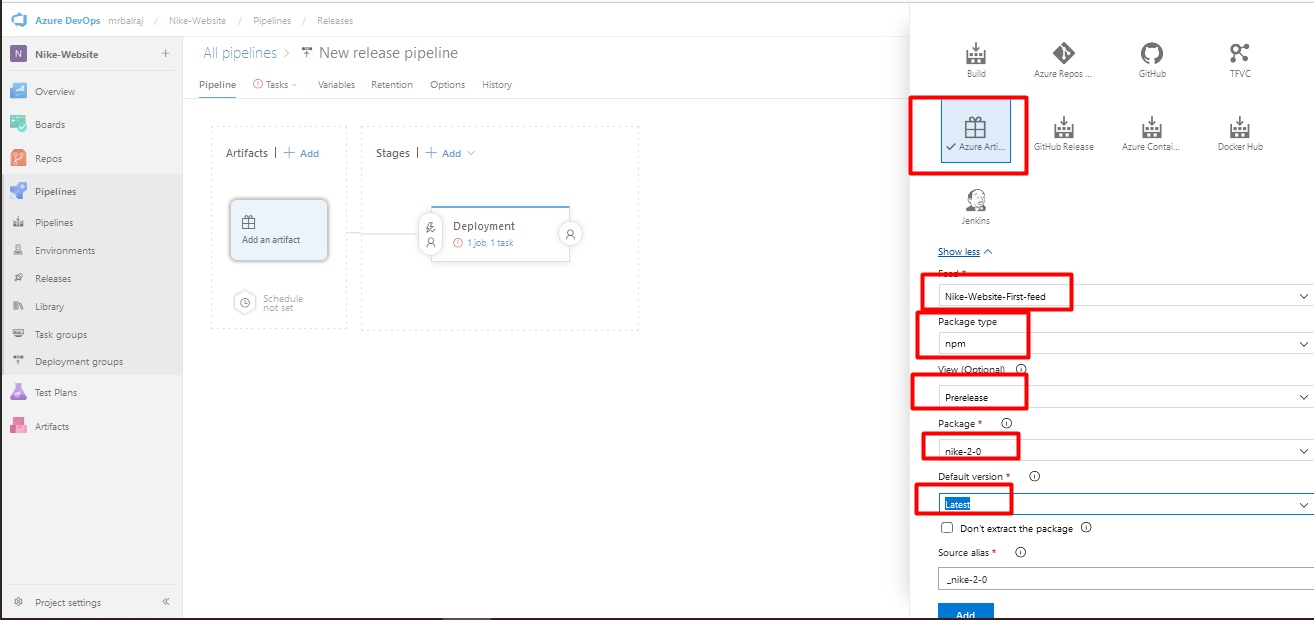 Azure DevOps mrbalraj / Nike-Website / Pipelines / Releases
N Nike-Website +
Overview
Boards
Repos
Pipelines
Pipelines
Environments
Releases
Library
Task groups
Deployment groups
Test Plans
Artifacts
Project settings
All pipelines > New release pipeline
Pipeline Tasks Variables Retention Options History
Artifacts | + Add
Add an artifact
Schedule
not set
Stages | + Add
Deployment
1 job, 1 task
Build Azure Repos ... GitHub TFVC
Azure Arti... GitHub Release Azure Contai... Docker Hub
Jenkins
Show less
Feed *
Nike-Website-First-feed
Package type
npm
View (Optional)
Prerelease
Package *
nike-2-0
Default version *
Latest
Don't extract the package
Source alias *
_nike-2-0
Add